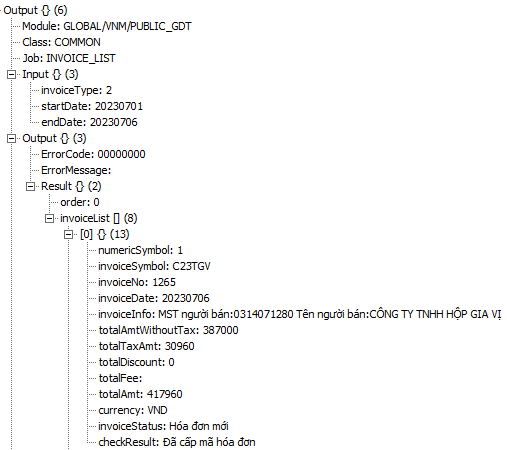 Output {} (6)
Module: GLOBAL/VNM/PUBLIC_GDT
Class: COMMON
Job: INVOICE_LIST
Input {} (3)
invoiceType: 2
startDate: 20230701
endDate: 20230706
Output {} (3)
ErrorCode: 00000000
ErrorMessage:
Result {} (2)
order: 0
invoiceList [] (8)
[0] {} (13)
numericSymbol: 1
invoiceSymbol: C23TGV
invoiceNo: 1265
invoiceDate: 20230706
invoiceInfo: MST người bán:0314071280 Tên người bán:CÔNG TY TNHH HỘP GIA VỊ
totalAmtWithoutTax: 387000
totalTaxAmt: 30960
totalDiscount: 0
totalFee:
totalAmt: 417960
currency: VND
invoiceStatus: Hóa đơn mới
checkResult: Đã cấp mã hóa đơn